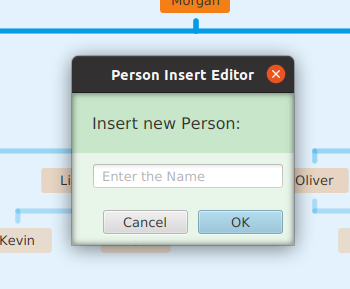 Morgan
Person Insert Editor
Insert new Person:
Enter the Name
Oliver
Cancel
OK
Kevin